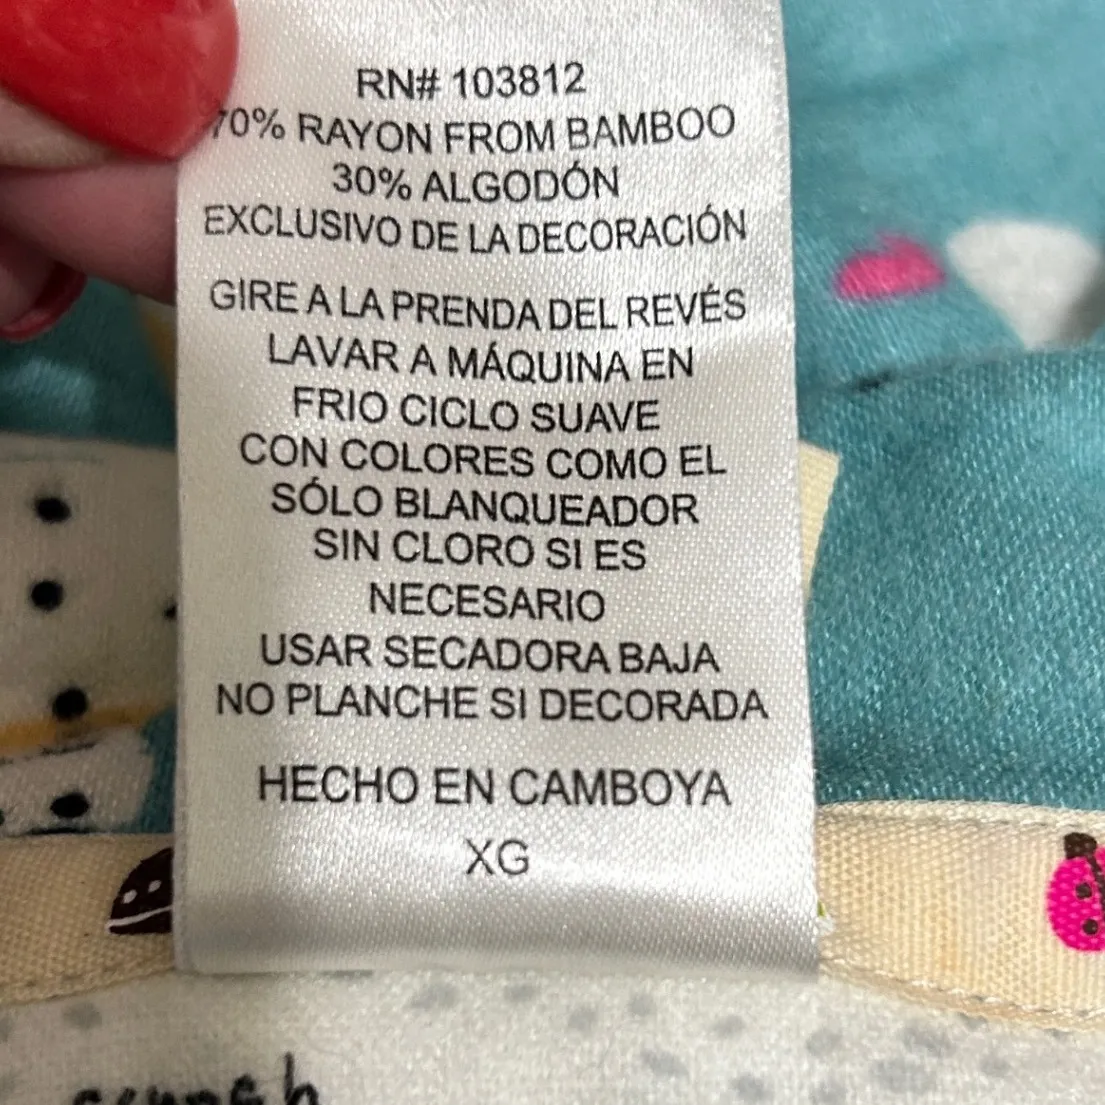 RN# 103812
70% RAYON FROM BAMBOO
30% ALGODÓN
EXCLUSIVO DE LA DECORACIÓN
GIRE A LA PRENDA DEL REVÉS
LAVAR A MÁQUINA EN
FRIO CICLO SUAVE
CON COLORES COMO EL
SÓLO BLANQUEADOR
SIN CLORO SI ES
NECESARIO
USAR SECADORA BAJA
NO PLANCHE SI DECORADA
HECHO EN CAMBOYA
XG